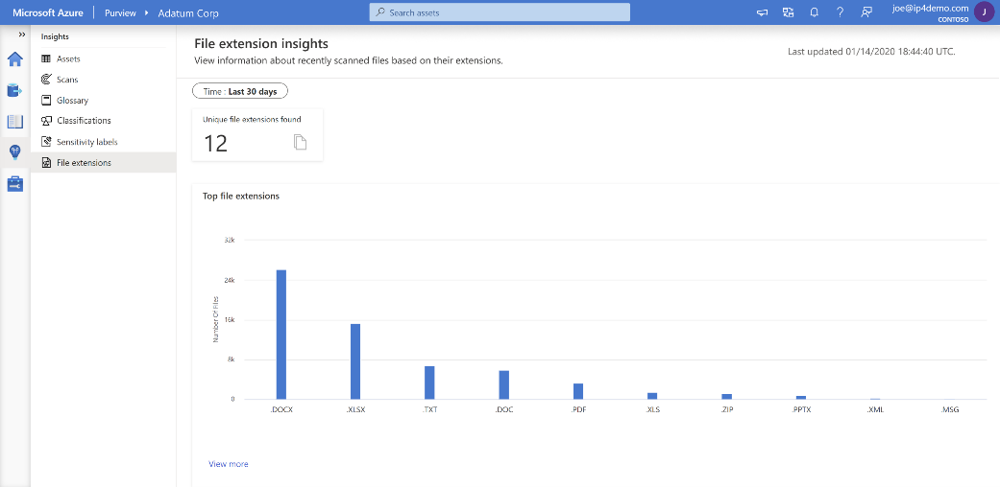 Microsoft Azure
Purview
Adatum Corp
Search assets
joe@ip4demo.com
CONTOSO
J
Insights
Assets
Scans
Glossary
Classifications
Sensitivity labels
File extensions
File extension insights
View information about recently scanned files based on their extensions.
Last updated 01/14/2020 18:44:40 UTC.
Time : Last 30 days
Unique file extensions found
12
Top file extensions
Number Of Files
32k
24k
16k
8k
0
.DOCX
.XLSX
.TXT
.DOC
.PDF
.XLS
.ZIP
.PPTX
.XML
.MSG
View more